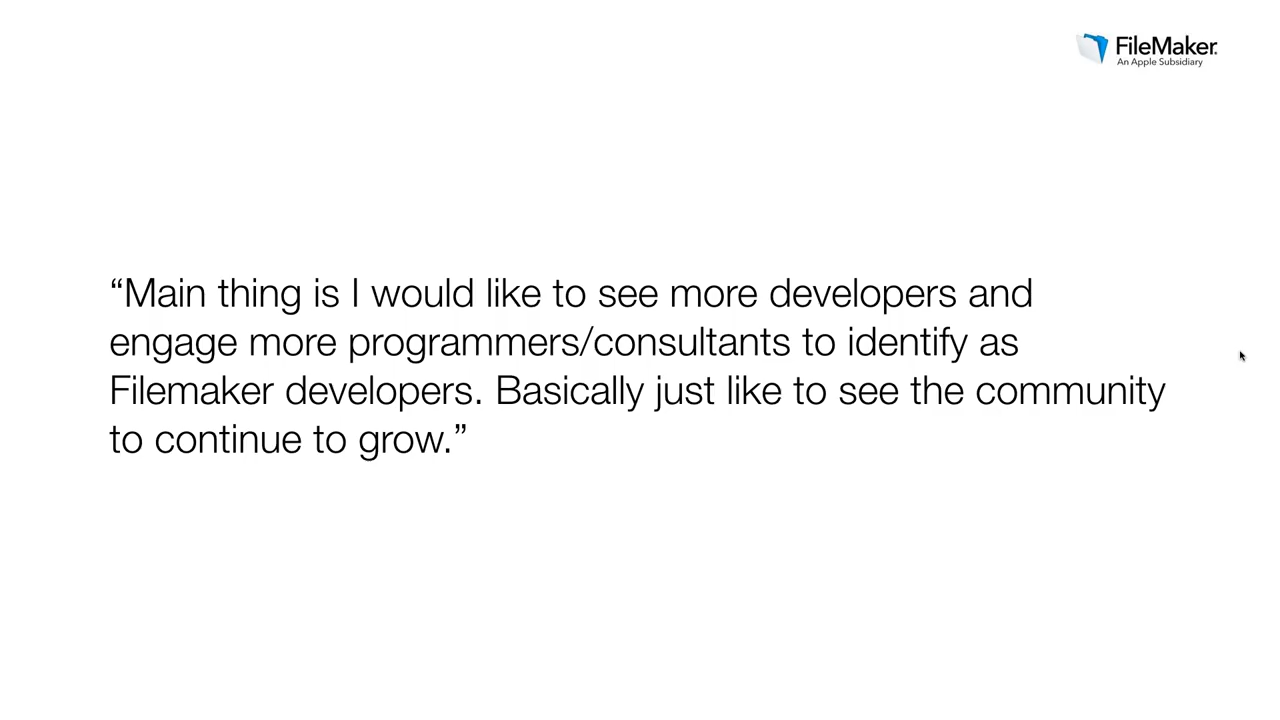 FileMaker
An Apple Subsidiary
“Main thing is I would like to see more developers and
engage more programmers/consultants to identify as
Filemaker developers. Basically just like to see the community
to continue to grow.”